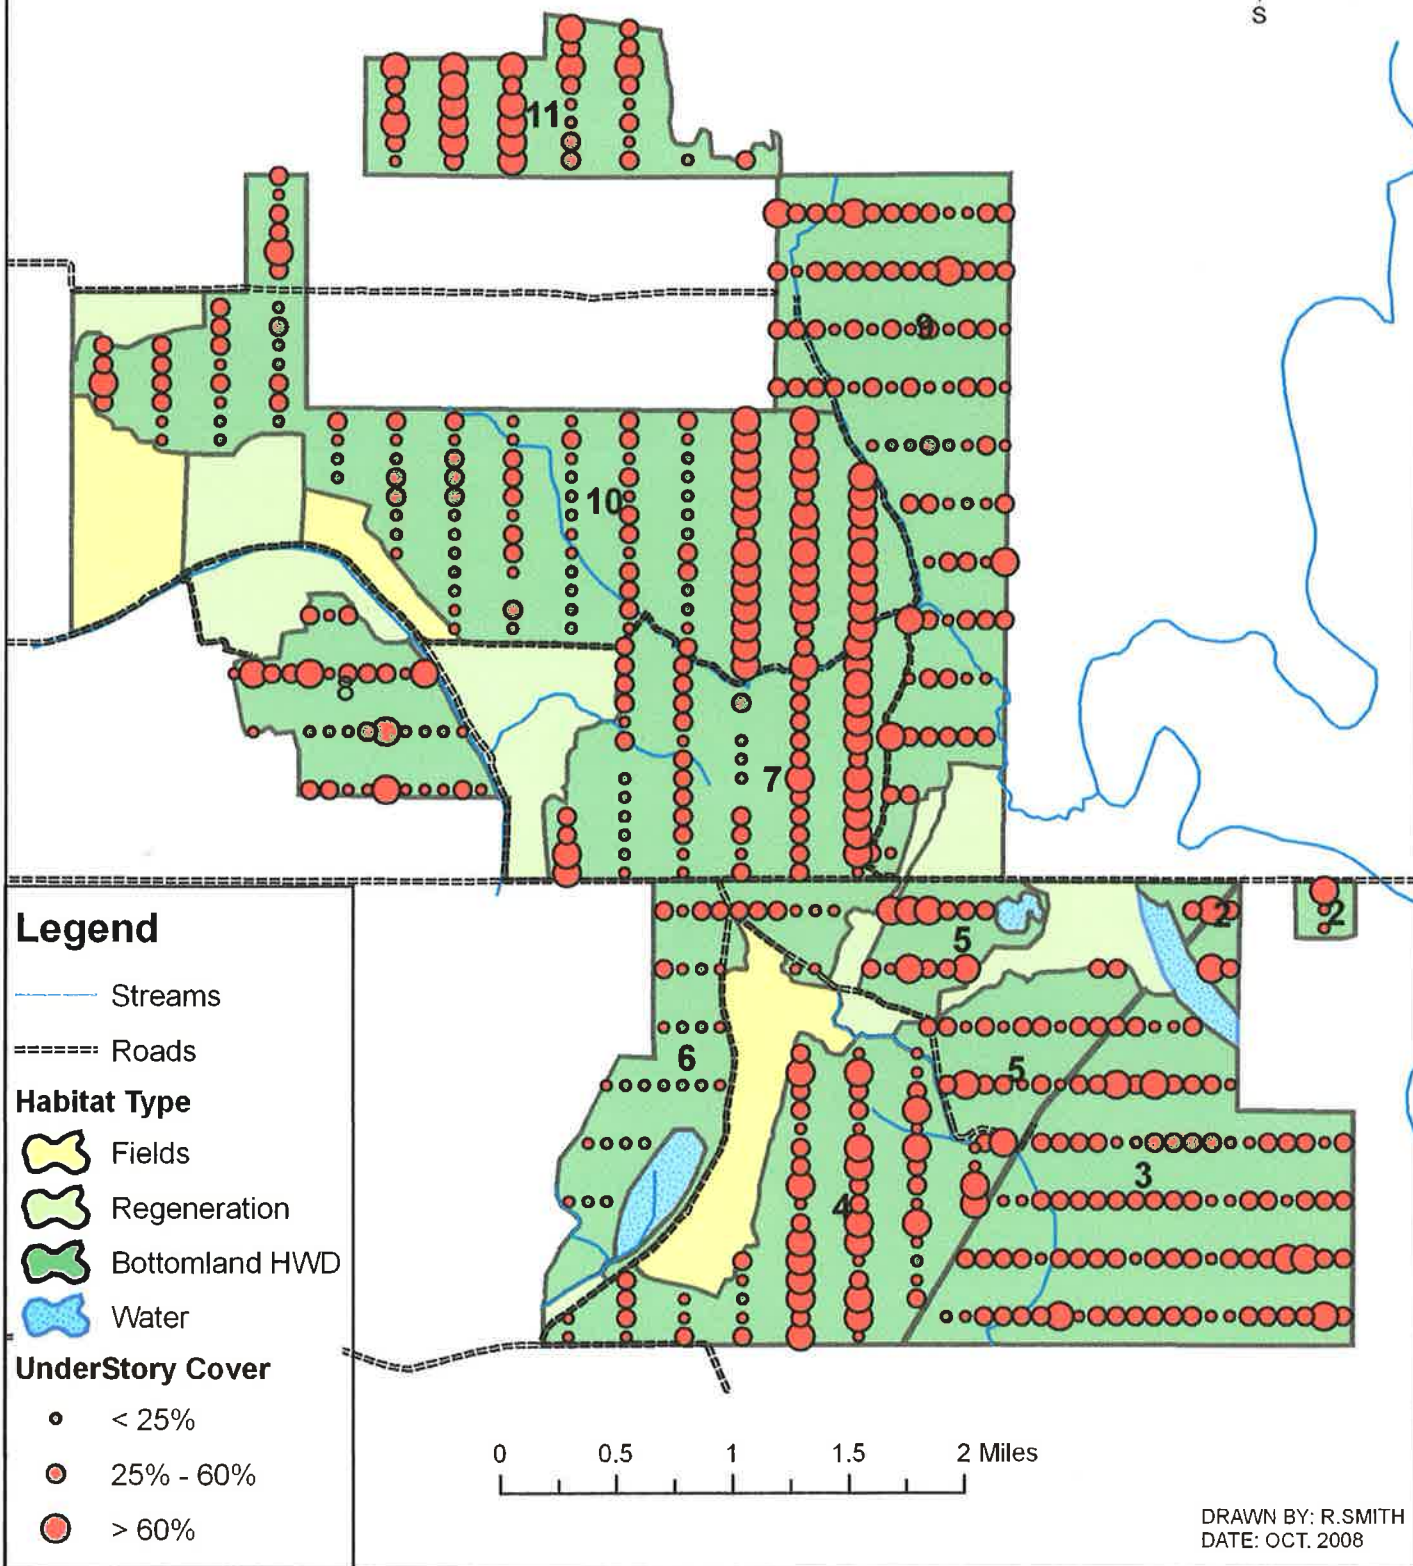 S
11
9
10
8
7
2
2
5
6
5
3
4
Legend
Streams
Roads
Habitat Type
Fields
Regeneration
Bottomland HWD
Water
UnderStory Cover
< 25%
25% - 60%
> 60%
0 0.5 1 1.5 2 Miles
DRAWN BY: R.SMITH
DATE: OCT. 2008